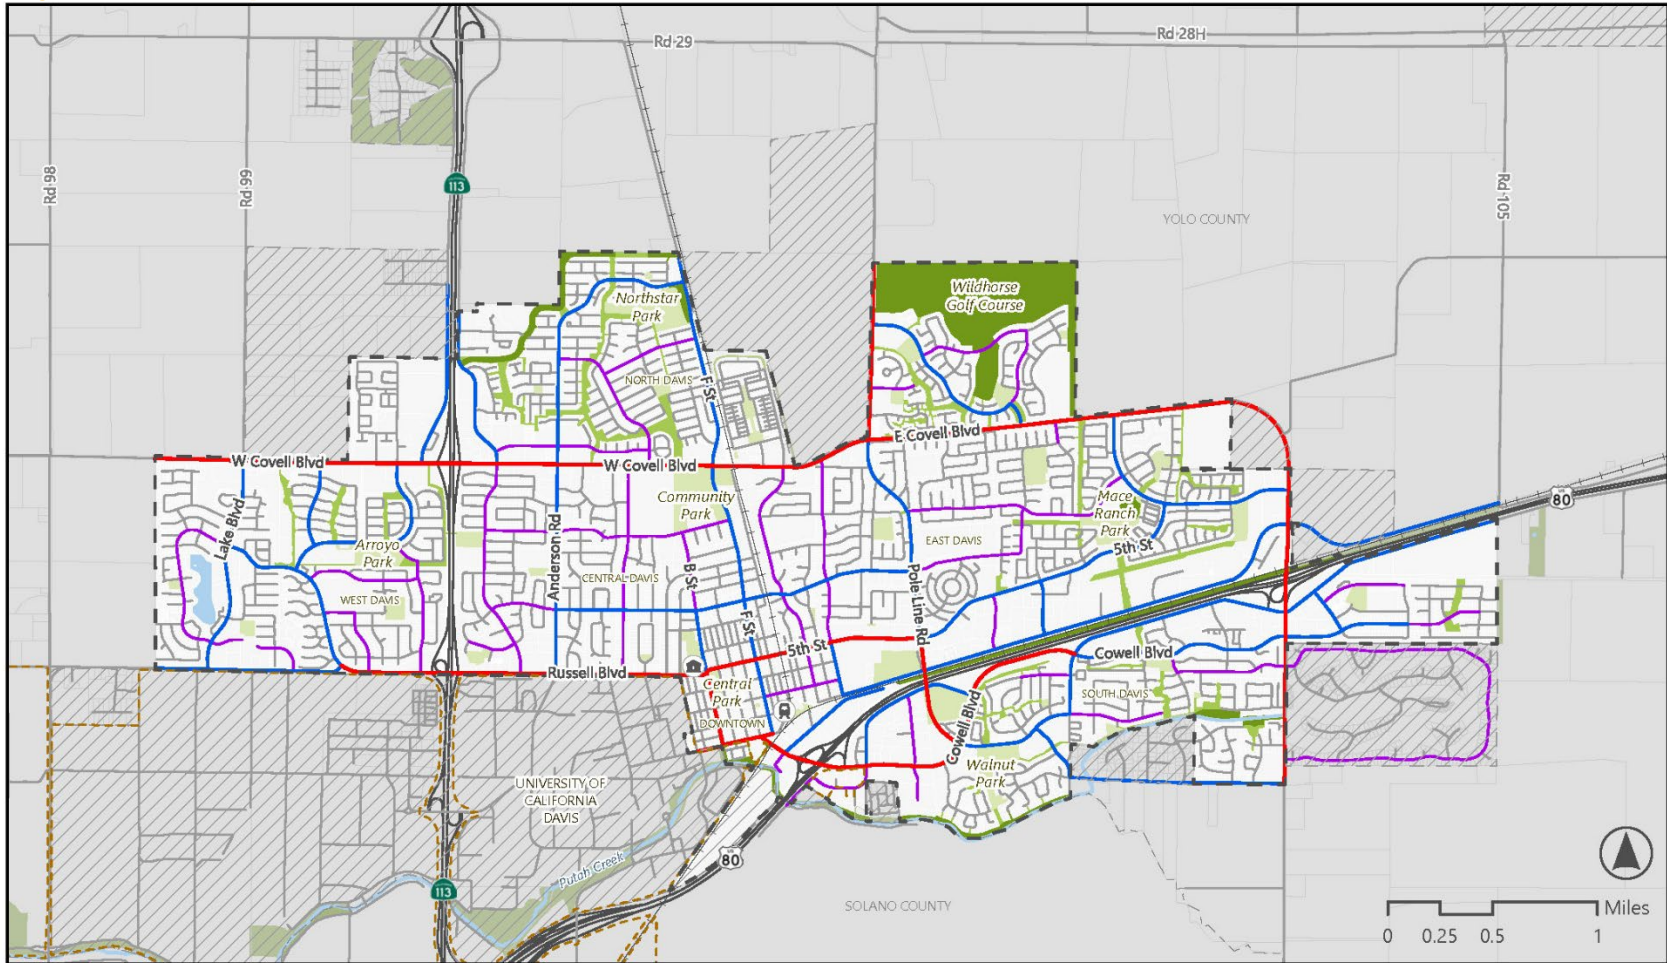 Rd 29
Rd 28H
Rd 98
Rd 99
113
Rd 105
YOLO COUNTY
Wildhorse
Golf Course
Northstar
Park
NORTH DAVIS
F St
E Covell Blvd
W Covell Blvd
W Covell Blvd
Community
Park
Mace
Ranch
Park
80
Lake Blvd
Anderson Rd
Arroyo
Park
EAST DAVIS
5th St
CENTRAL DAVIS
B St
Pole Line Rd
WEST DAVIS
F St
5th St
Cowell Blvd
Russell Blvd
Central
Park
SOUTH DAVIS
DOWNTOWN
Cowell Blvd
Walnut
Park
UNIVERSITY OF
CALIFORNIA
DAVIS
80
Putah Creek
113
SOLANO COUNTY
Miles
0 0.25 0.5 1